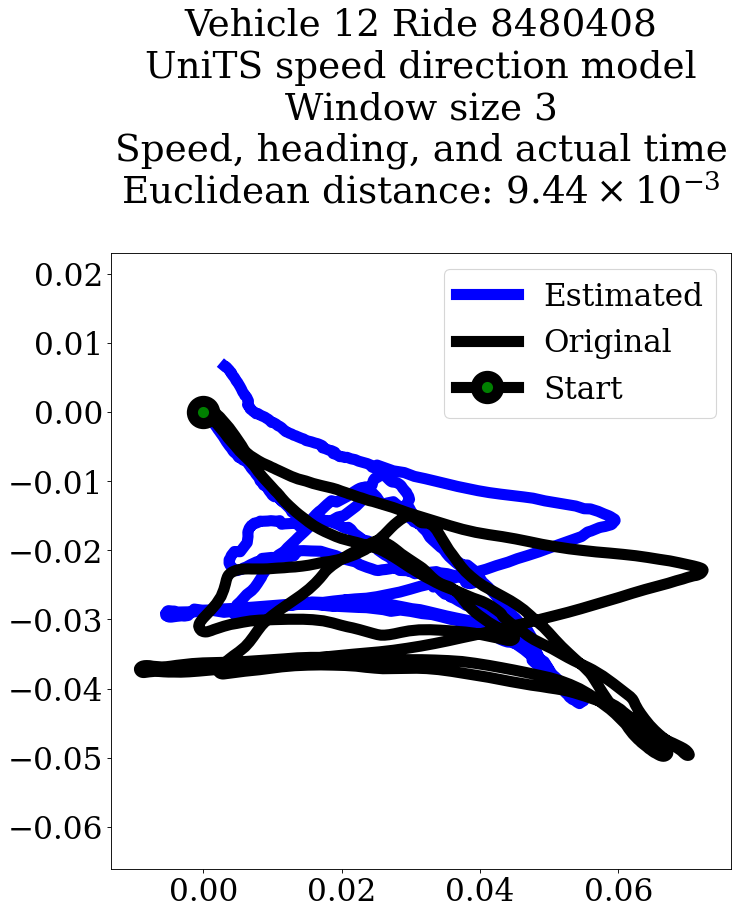 Vehicle 12 Ride 8480408
UniTS speed direction model
Window size 3
Speed, heading, and actual time
Euclidean distance: 9.44 × 10⁻³
Estimated
Original
Start
0.02
0.01
0.00
−0.01
−0.02
−0.03
−0.04
−0.05
−0.06
0.00 0.02 0.04 0.06